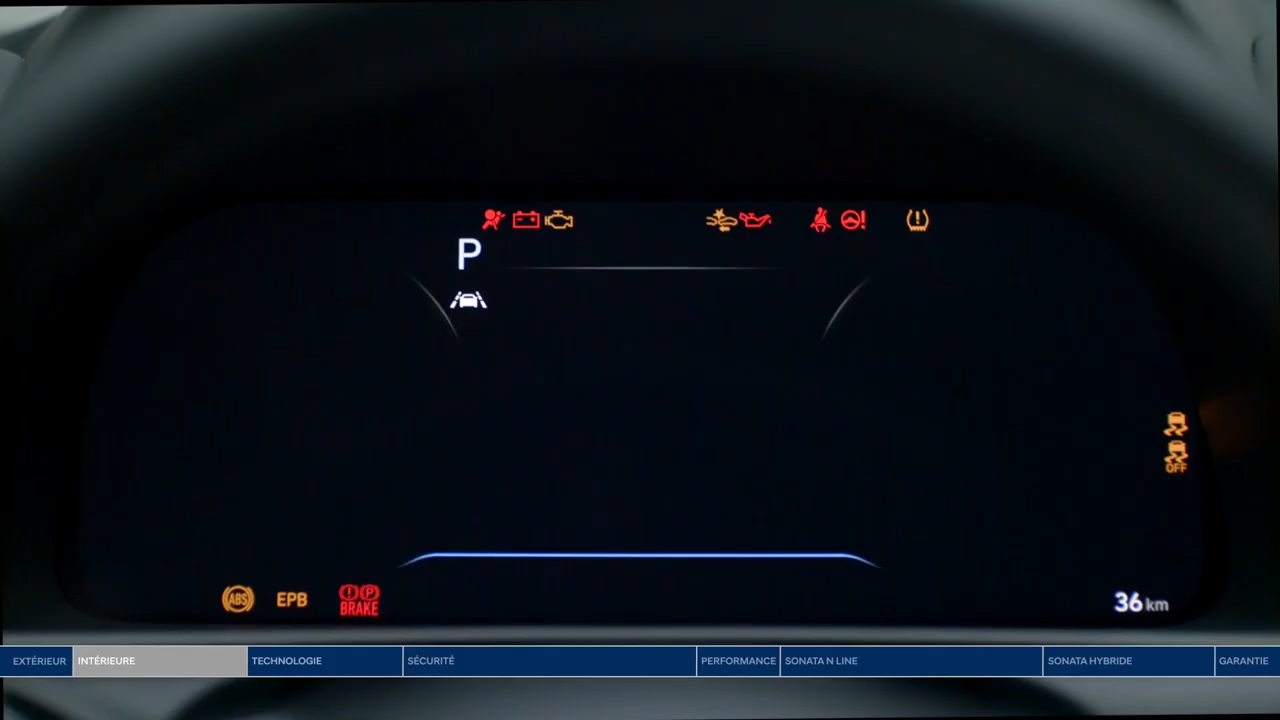 P
OFF
ABS
EPB
P
BRAKE
36 km
EXTÉRIEUR
INTÉRIEURE
TECHNOLOGIE
SÉCURITÉ
PERFORMANCE
SONATA N LINE
SONATA HYBRIDE
GARANTIE